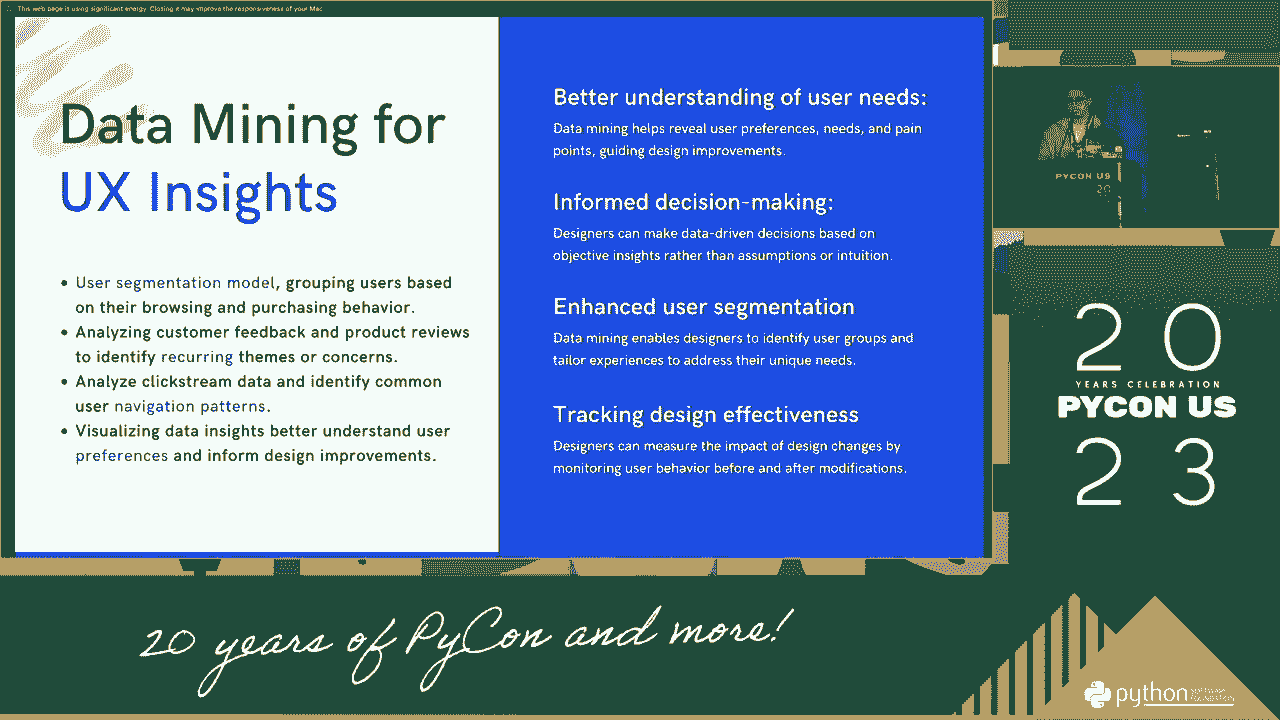 This web page is using significant energy. Closing it may improve the responsiveness of your Mac
Data Mining for
UX Insights
• User segmentation model, grouping users based
on their browsing and purchasing behavior.
• Analyzing customer feedback and product reviews
to identify recurring themes or concerns.
• Analyze clickstream data and identify common
user navigation patterns.
• Visualizing data insights better understand user
preferences and inform design improvements.
Better understanding of user needs:
Data mining helps reveal user preferences, needs, and pain
points, guiding design improvements.
Informed decision-making:
Designers can make data-driven decisions based on
objective insights rather than assumptions or intuition.
Enhanced user segmentation
Data mining enables designers to identify user groups and
tailor experiences to address their unique needs.
Tracking design effectiveness
Designers can measure the impact of design changes by
monitoring user behavior before and after modifications.
PYCON US
20
20
YEARS CELEBRATION
PYCON US
23
20 years of PyCon and more!
python
SOFTWARE
FOUNDATION